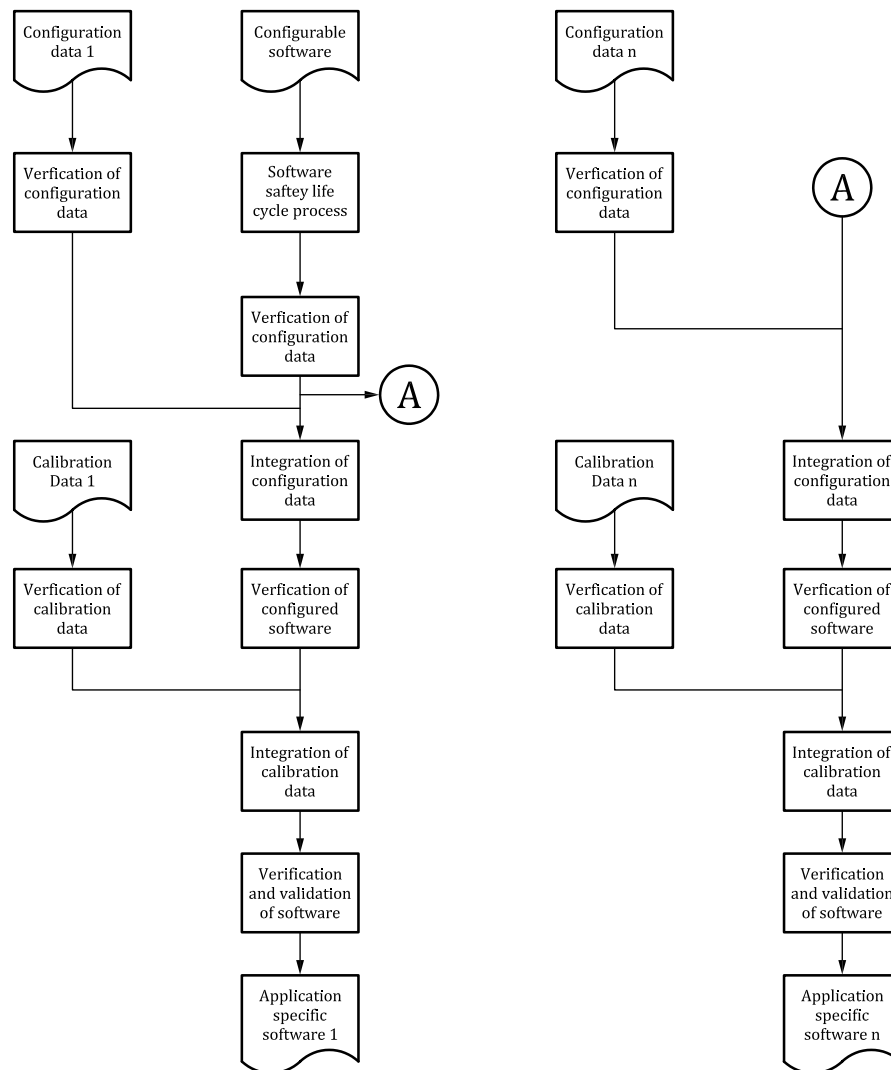 Configuration
data 1
Configurable
software
Configuration
data n
Verfication of
configuration
data
Software
saftey life
cycle process
Verfication of
configuration
data
A
Verfication of
configuration
data
A
Calibration
Data 1
Integration of
configuration
data
Calibration
Data n
Integration of
configuration
data
Verfication of
calibration
data
Verfication of
configured
software
Verfication of
calibration
data
Verfication of
configured
software
Integration of
calibration
data
Integration of
calibration
data
Verification
and validation
of software
Verification
and validation
of software
Application
specific
software 1
Application
specific
software n